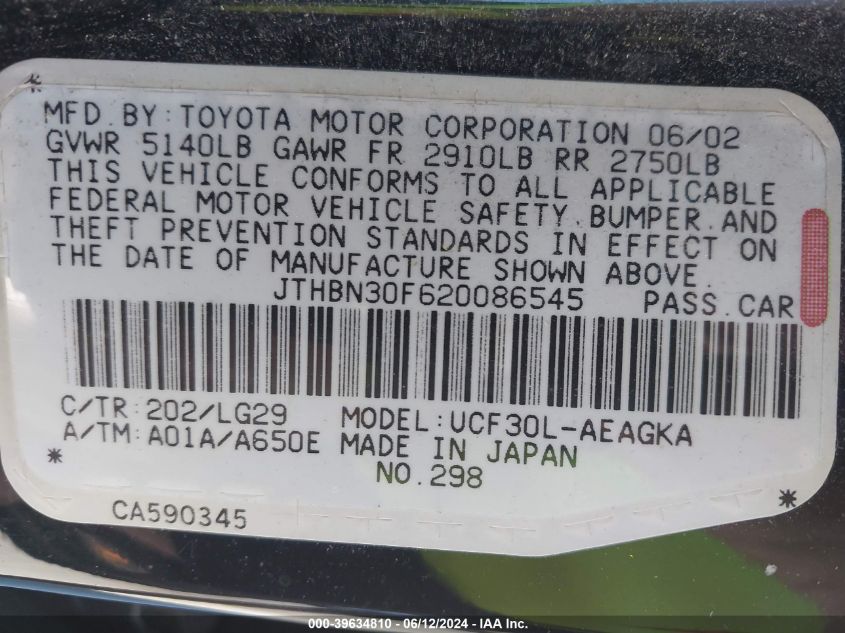 MFD. BY: TOYOTA MOTOR CORPORATION 06/02
GVWR 5140LB GAWR FR 2910LB RR 2750LB
THIS VEHICLE CONFORMS TO ALL APPLICABLE
FEDERAL MOTOR VEHICLE SAFETY, BUMPER, AND
THEFT PREVENTION STANDARDS IN EFFECT ON
THE DATE OF MANUFACTURE SHOWN ABOVE.
JTHBN30F620086545 PASS. CAR
C/TR: 202/LG29 MODEL: UCF30L-AEAGKA
A/TM: A01A/A650E MADE IN JAPAN
NO. 298
CA590345
000-39634810 - 06/12/2024 - IAA Inc.